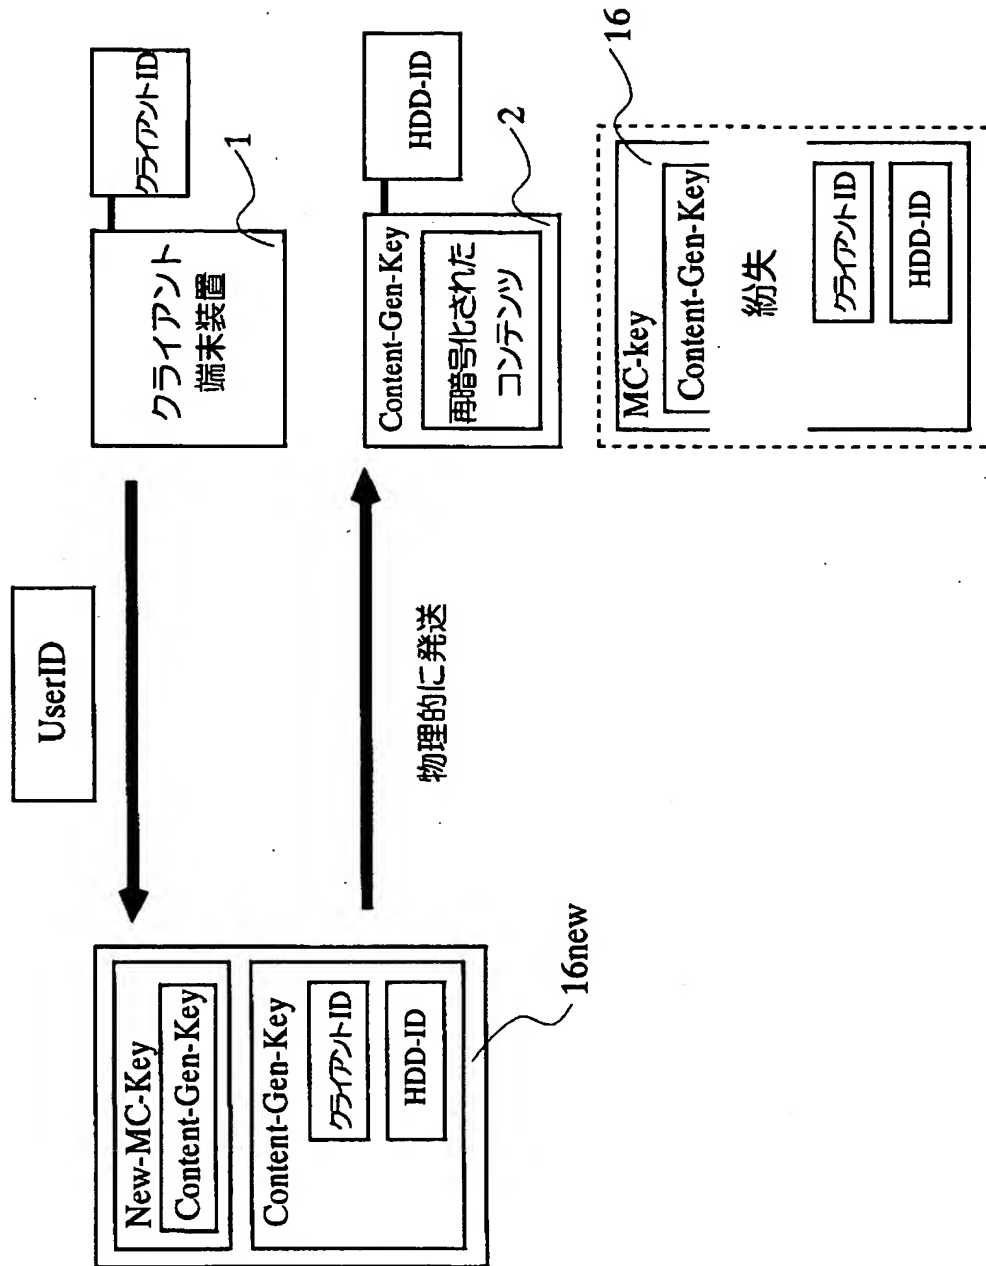 UserID
クライアント
端末装置
クライアントID
1
New-MC-Key
Content-Gen-Key
Content-Gen-Key
クライアントID
HDD-ID
16new
物理的に発送
Content-Gen-Key
再暗号化された
コンテンツ
HDD-ID
2
MC-key
Content-Gen-Key
紛失
クライアントID
HDD-ID
16